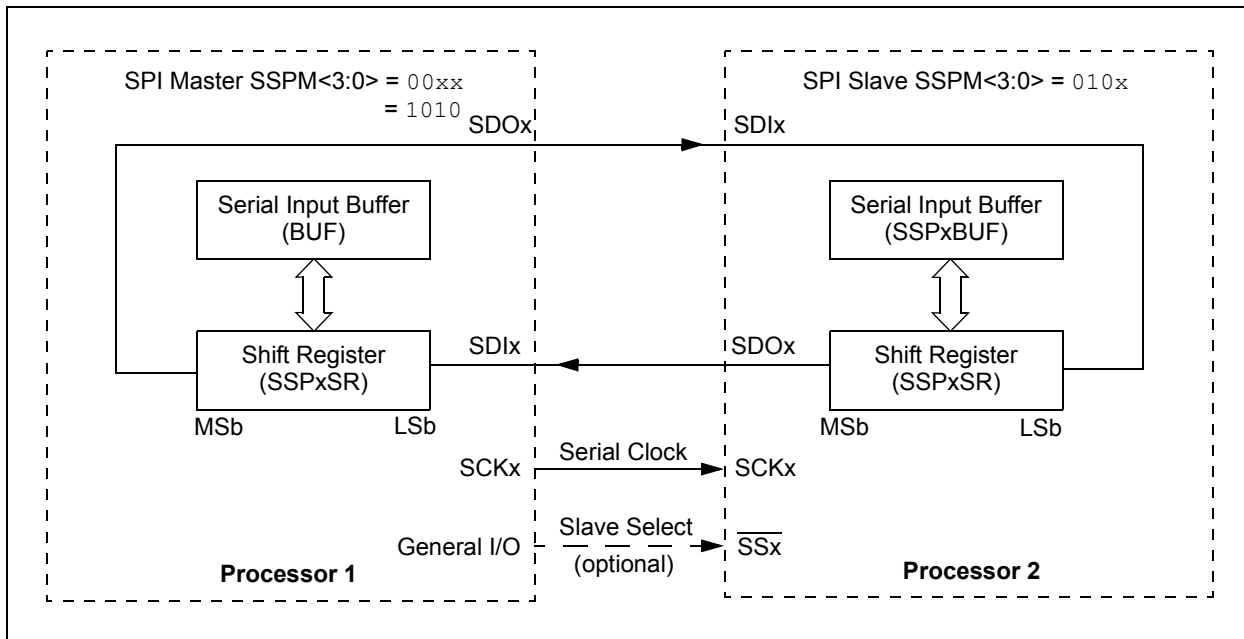 SPI Master SSPM<3:0> = 00xx
= 1010
SDOx
Serial Input Buffer
(BUF)
Shift Register
(SSPxSR)
MSb
LSb
SDIx
SCKx
General I/O
Processor 1
Serial Clock
Slave Select
(optional)
SPI Slave SSPM<3:0> = 010x
SDIx
Serial Input Buffer
(SSPxBUF)
SDOx
Shift Register
(SSPxSR)
MSb
LSb
SCKx
SSx
Processor 2